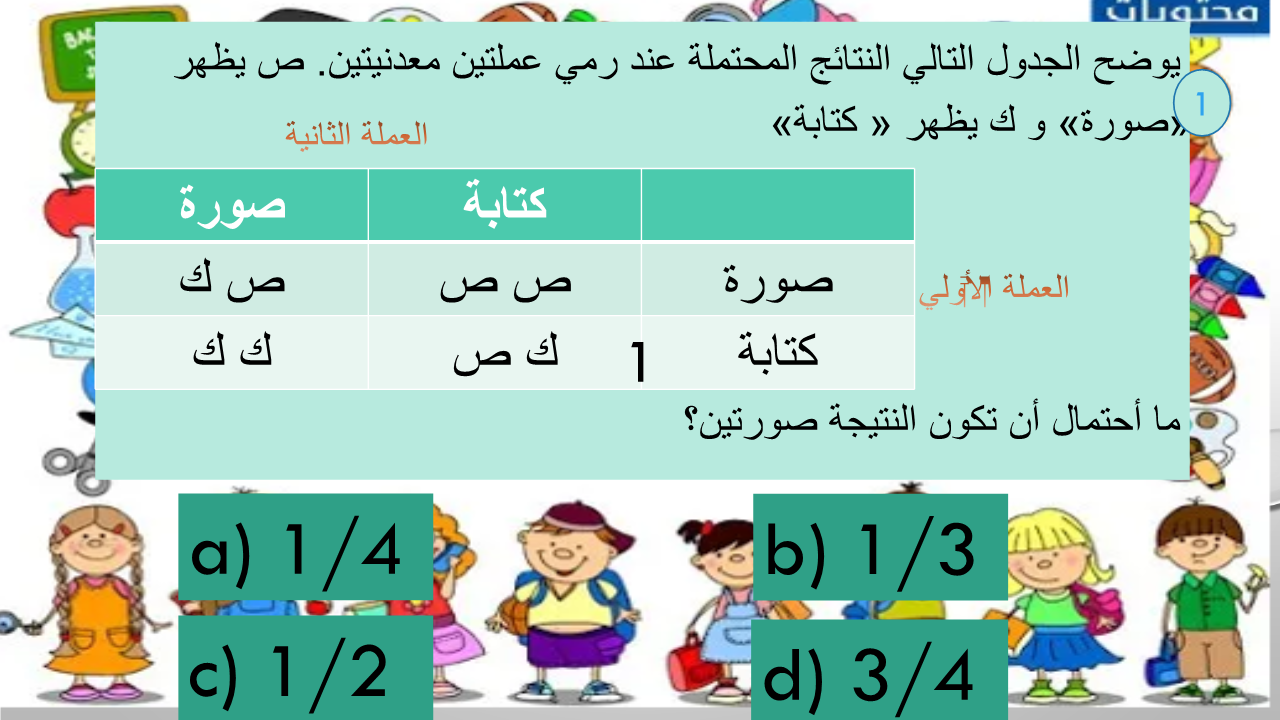 محتويات
يوضح الجدول التالي النتائج المحتملة عند رمي عملتين معدنيتين. ص يظهر
1
«صورة» و ك يظهر « كتابة»
العملة الثانية
كتابة صورة
العملة الأولي
صورة ص ص ص ك
كتابة ك ص ك ك
1
ما أحتمال أن تكون النتيجة صورتين؟
a) 1/4
b) 1/3
c) 1/2
d) 3/4